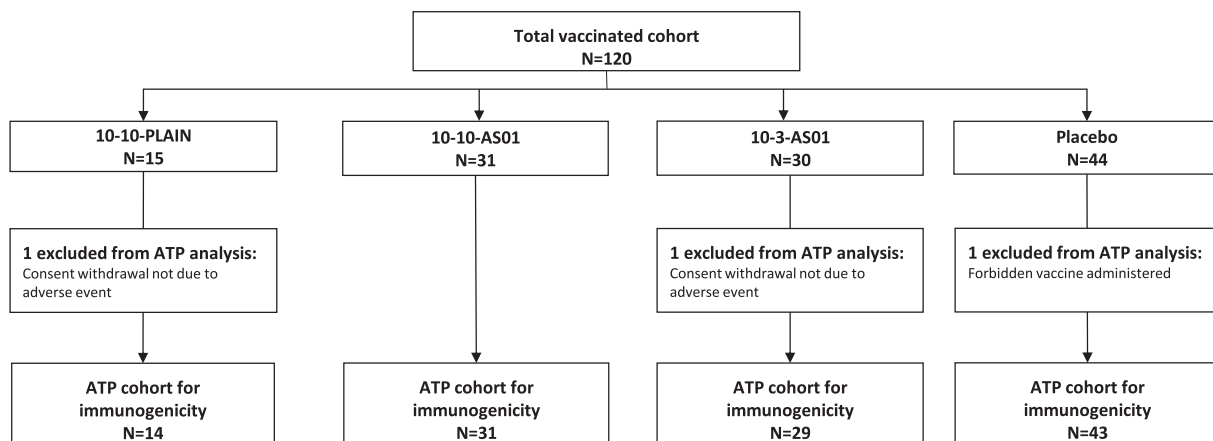 Total vaccinated cohort
N=120
10-10-PLAIN
N=15
10-10-AS01
N=31
10-3-AS01
N=30
Placebo
N=44
1 excluded from ATP analysis:
Consent withdrawal not due to
adverse event
1 excluded from ATP analysis:
Consent withdrawal not due to
adverse event
1 excluded from ATP analysis:
Forbidden vaccine administered
ATP cohort for
immunogenicity
N=14
ATP cohort for
immunogenicity
N=31
ATP cohort for
immunogenicity
N=29
ATP cohort for
immunogenicity
N=43